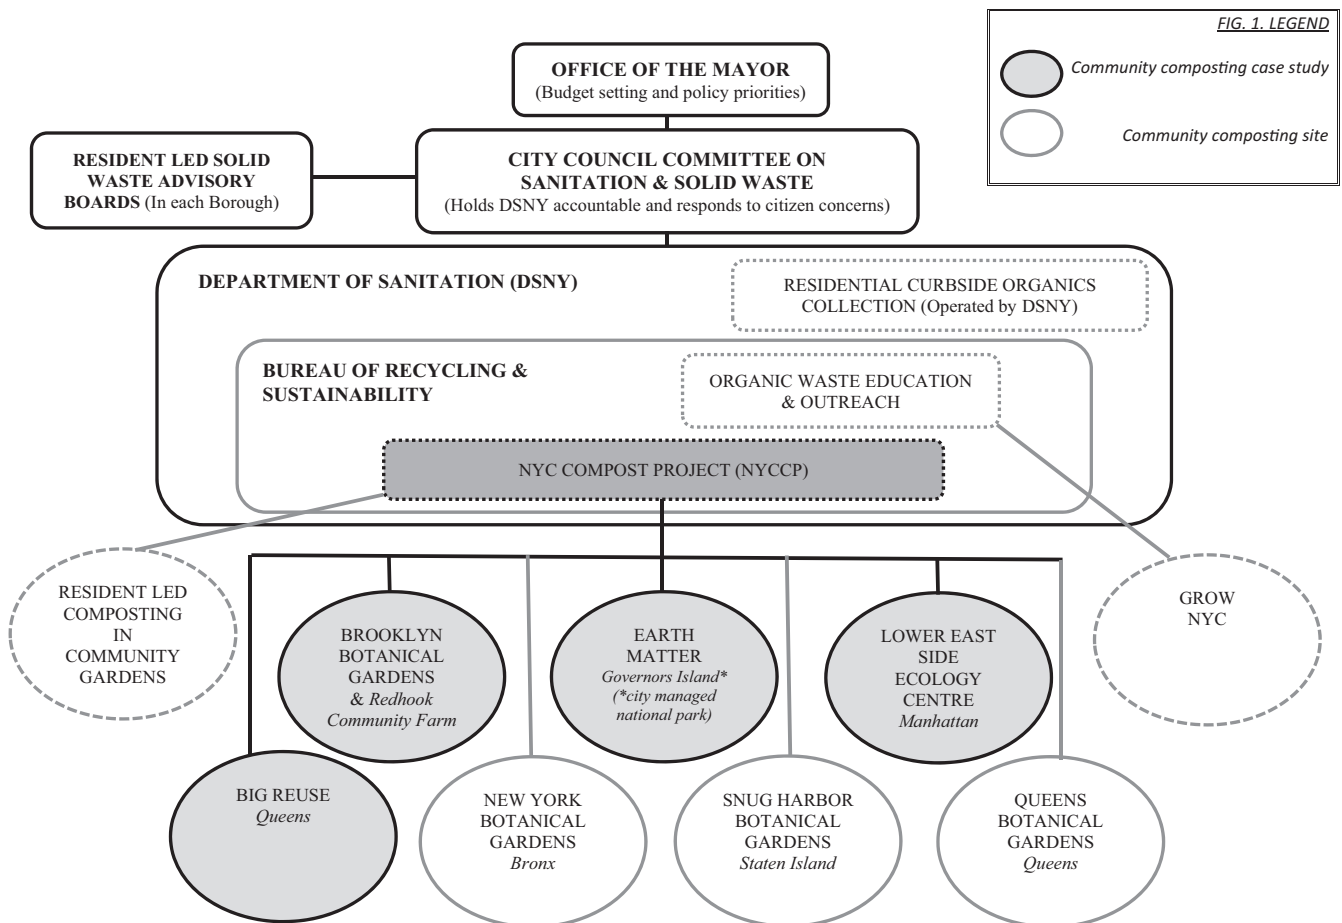 FIG. 1. LEGEND
Community composting case study
Community composting site
OFFICE OF THE MAYOR
(Budget setting and policy priorities)
RESIDENT LED SOLID
WASTE ADVISORY
BOARDS (In each Borough)
CITY COUNCIL COMMITTEE ON
SANITATION & SOLID WASTE
(Holds DSNY accountable and responds to citizen concerns)
DEPARTMENT OF SANITATION (DSNY)
RESIDENTIAL CURBSIDE ORGANICS
COLLECTION (Operated by DSNY)
BUREAU OF RECYCLING &
SUSTAINABILITY
ORGANIC WASTE EDUCATION
& OUTREACH
NYC COMPOST PROJECT (NYCCP)
RESIDENT LED
COMPOSTING
IN
COMMUNITY
GARDENS
BROOKLYN
BOTANICAL
GARDENS
& Redhook
Community Farm
EARTH
MATTER
Governors Island*
(*city managed
national park)
LOWER EAST
SIDE
ECOLOGY
CENTRE
Manhattan
GROW
NYC
BIG REUSE
Queens
NEW YORK
BOTANICAL
GARDENS
Bronx
SNUG HARBOR
BOTANICAL
GARDENS
Staten Island
QUEENS
BOTANICAL
GARDENS
Queens